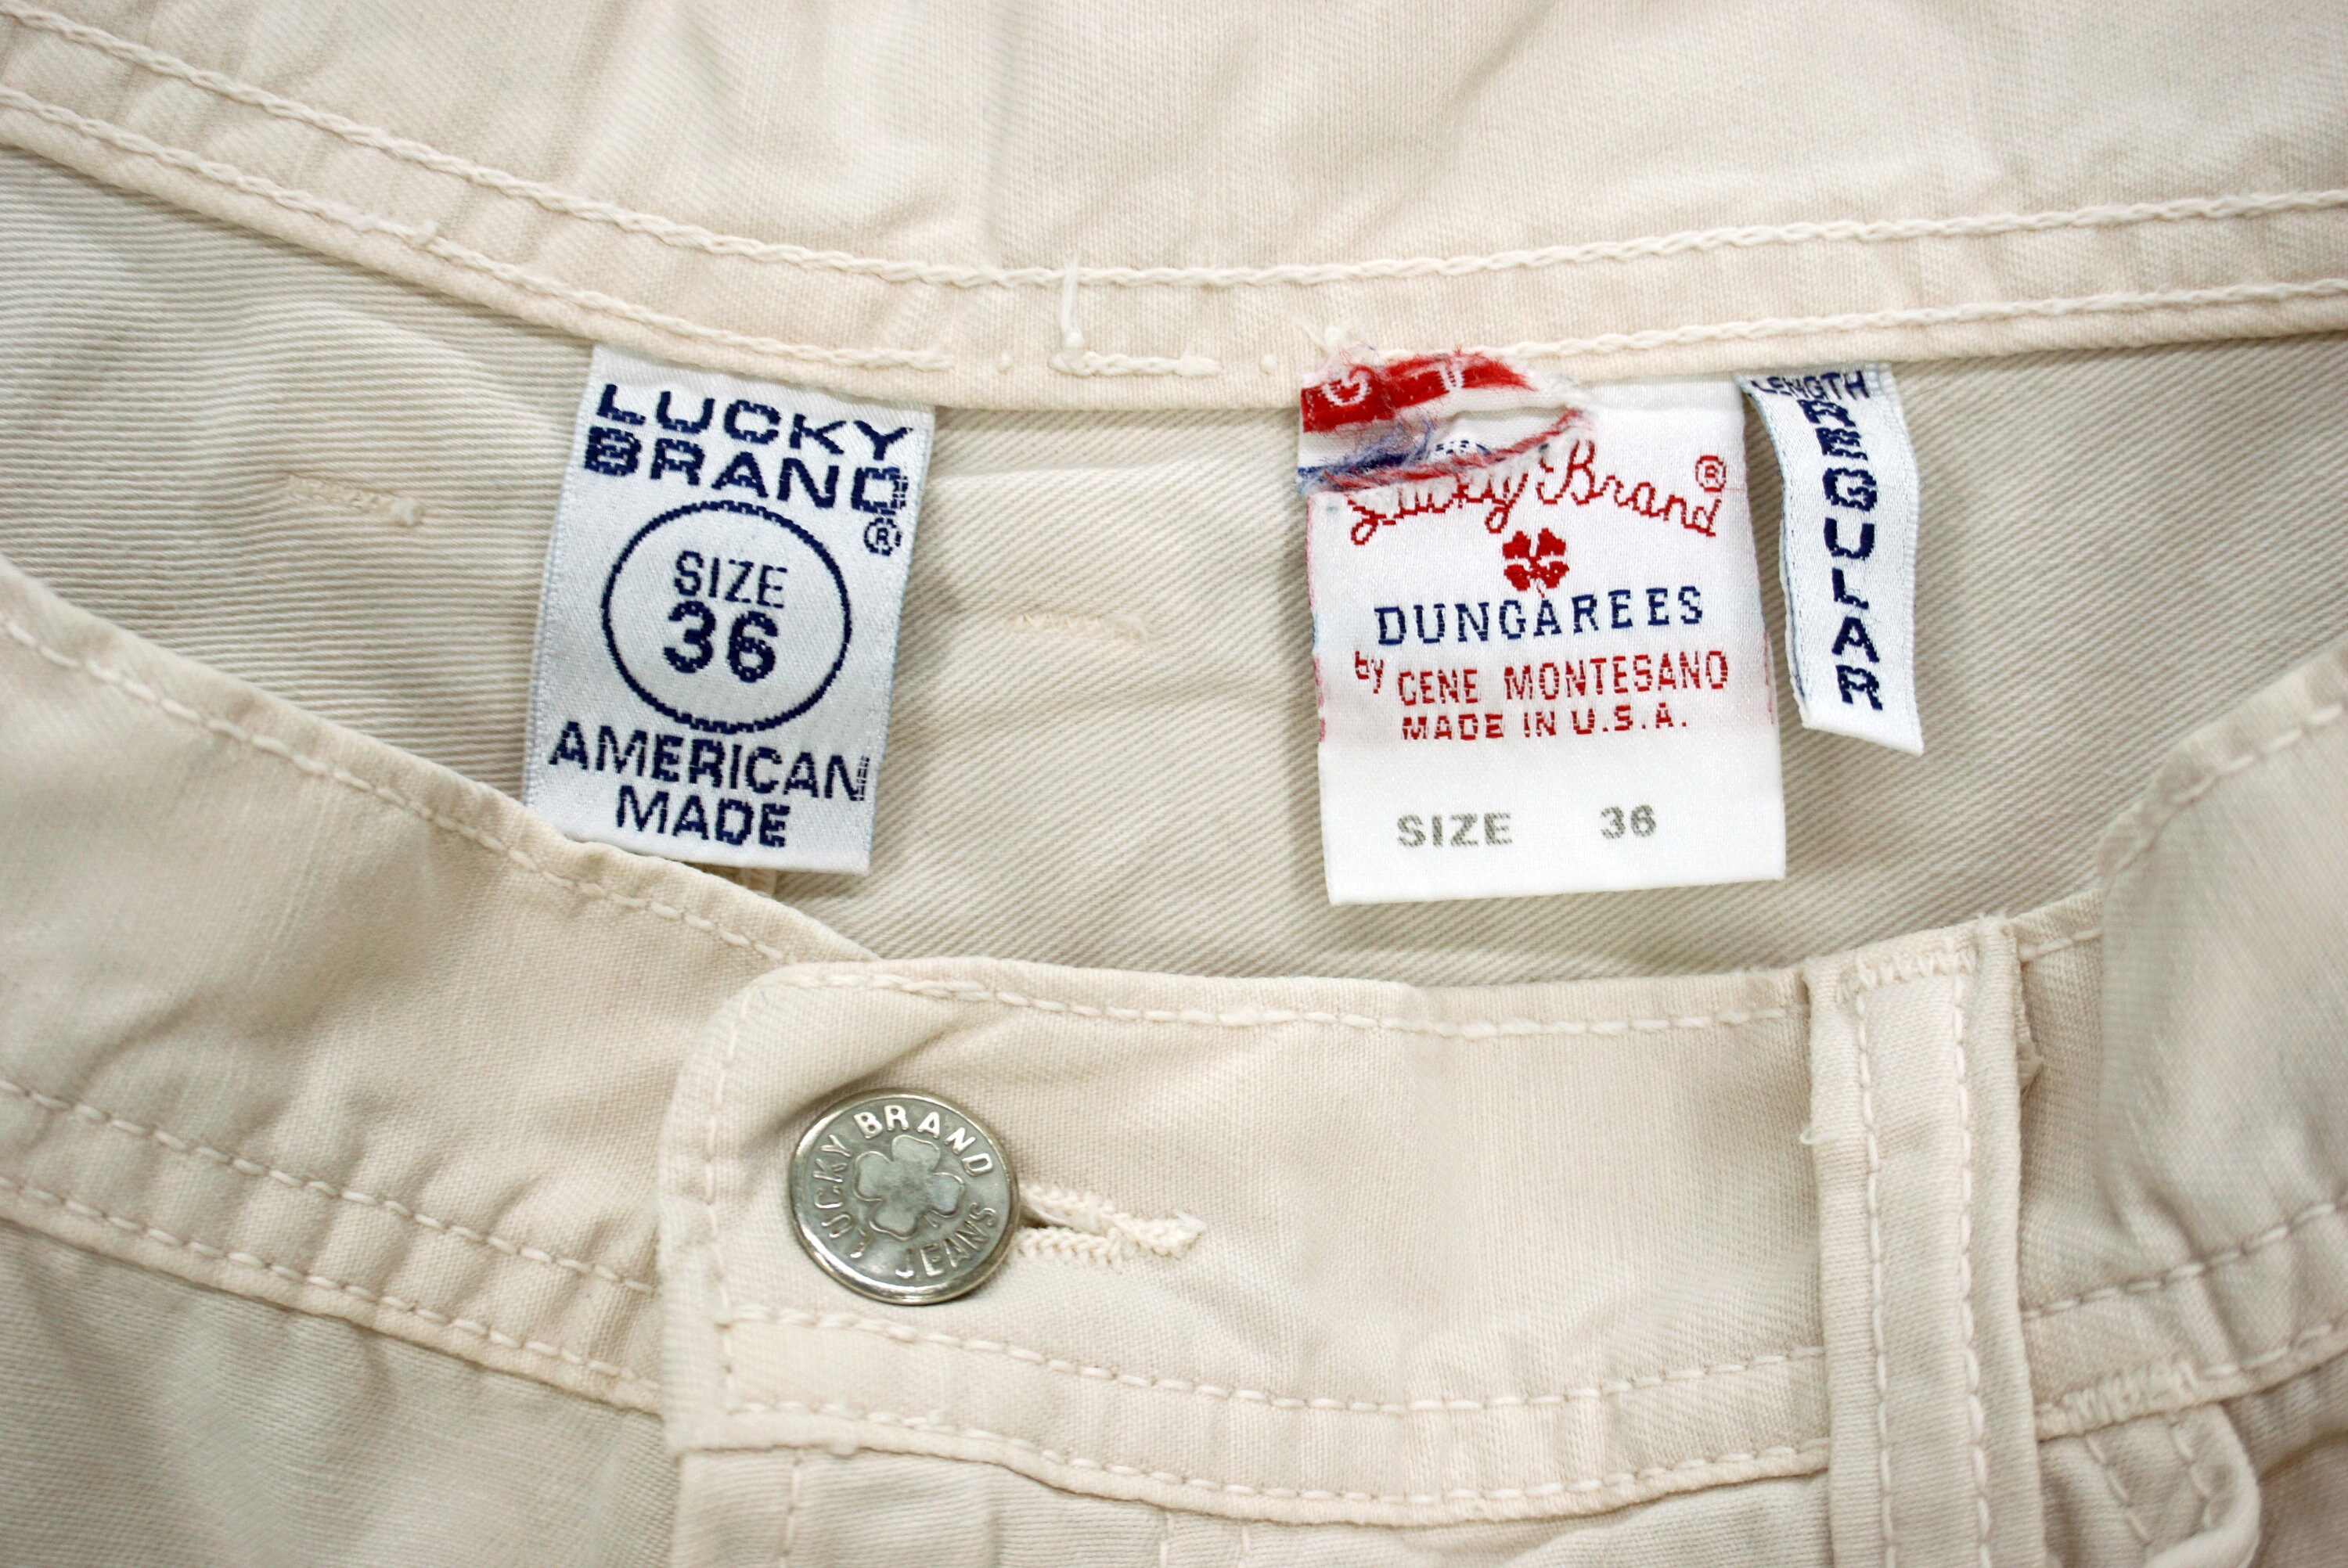 LUCKY
BRAND
®
SIZE
36
AMERICAN
MADE
Lucky Brand ®
DUNGAREES
by GENE MONTESANO
MADE IN U.S.A.
SIZE 36
LENGTH
REGULAR
LUCKY BRAND
JEANS